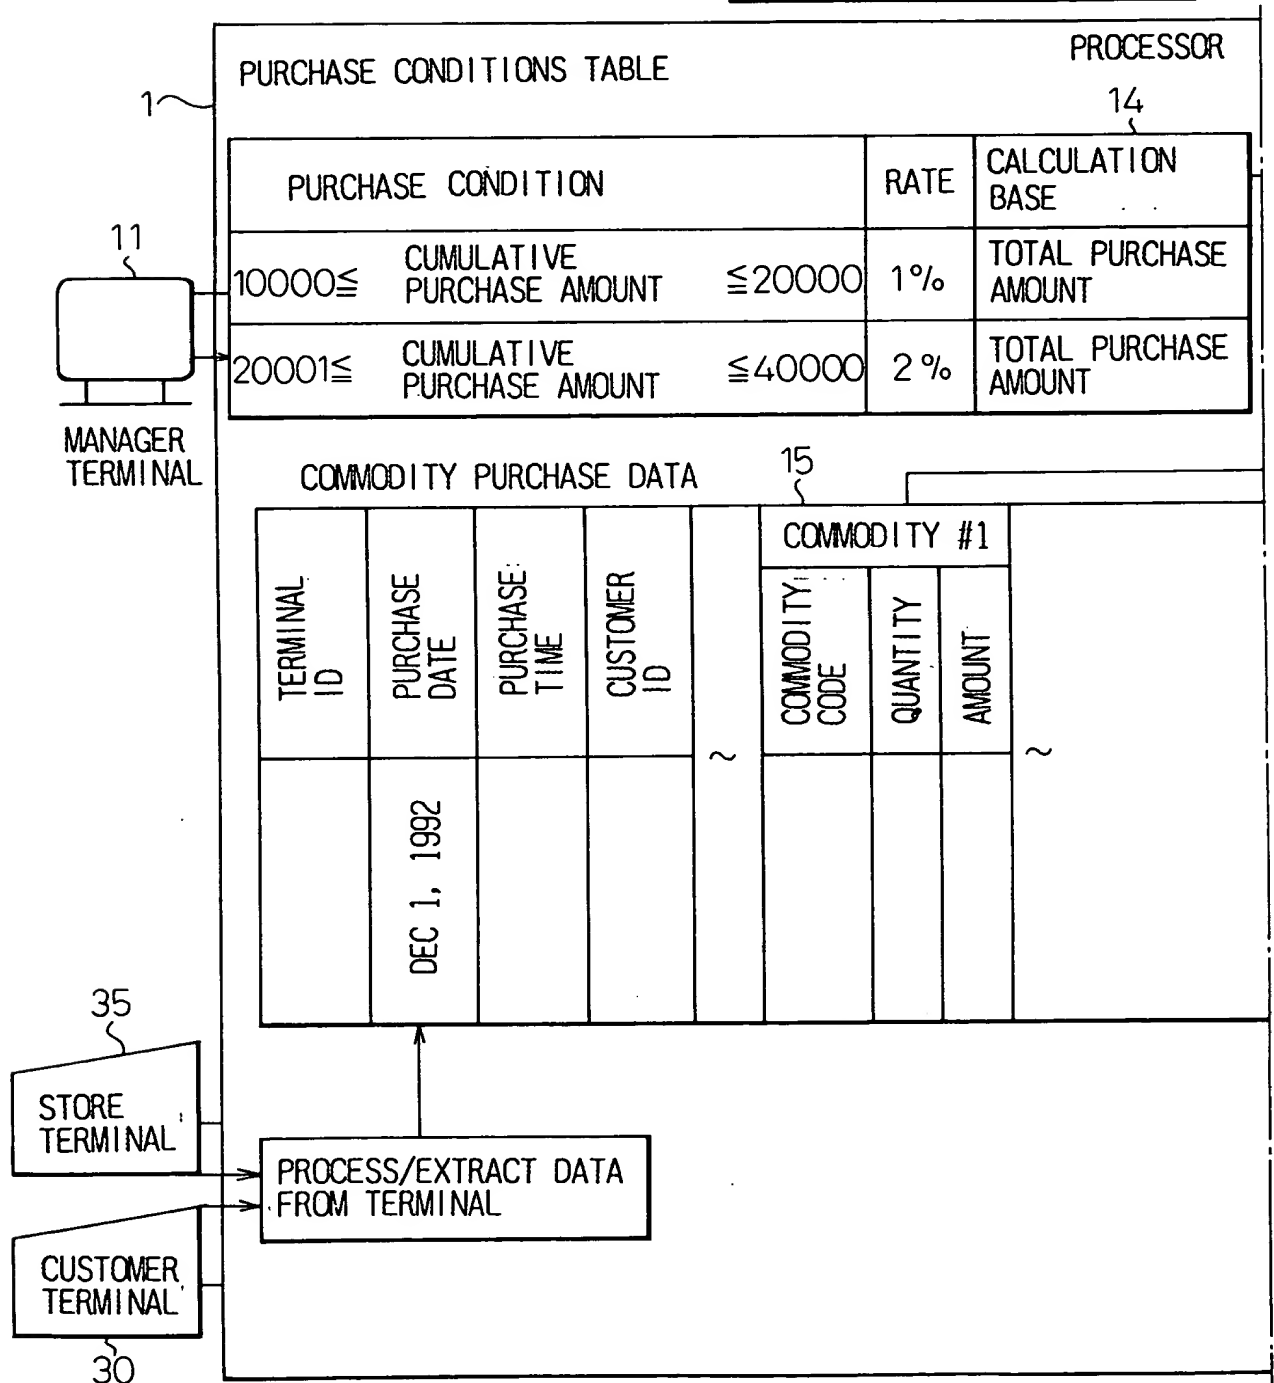 PROCESSOR
PURCHASE CONDITIONS TABLE
1
14
PURCHASE CONDITION
RATE
CALCULATION
BASE
11
10000≦
CUMULATIVE
PURCHASE AMOUNT
≦20000
1%
TOTAL PURCHASE
AMOUNT
20001≦
CUMULATIVE
PURCHASE AMOUNT
≦40000
2%
TOTAL PURCHASE
AMOUNT
MANAGER
TERMINAL
COMMODITY PURCHASE DATA
15
COMMODITY #1
TERMINAL
ID
PURCHASE
DATE
PURCHASE
TIME
CUSTOMER
ID
~
COMMODITY
CODE
QUANTITY
AMOUNT
~
DEC 1, 1992
35
STORE
TERMINAL
PROCESS/EXTRACT DATA
FROM TERMINAL
CUSTOMER
TERMINAL
30